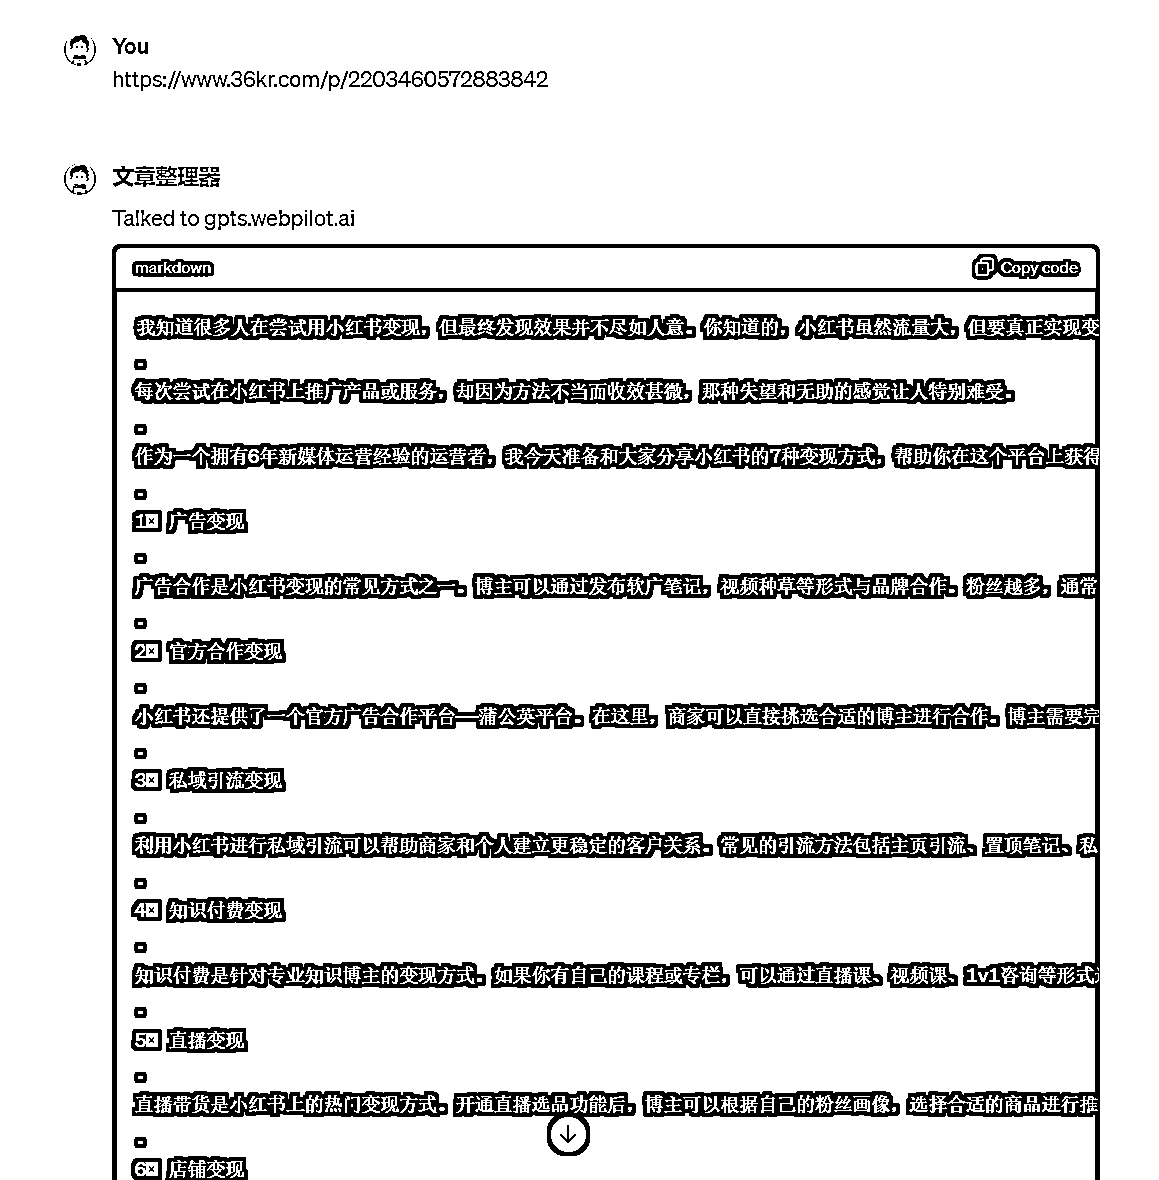 You
https://www.36kr.com/p/2203460572883842
文章整理器
Talked to gpts.webpilot.ai
markdown
Copy code
我知道很多人在尝试用小红书变现，但最终发现效果并不尽如人意。你知道的，小红书虽然流量大，但要真正实现变
每次尝试在小红书上推广产品或服务，却因为方法不当而收效甚微，那种失望和无助的感觉让人特别难受。
作为一个拥有6年新媒体运营经验的运营者，我今天准备和大家分享小红书的7种变现方式，帮助你在这个平台上获得
1 广告变现
广告合作是小红书变现的常见方式之一。博主可以通过发布软广笔记，视频种草等形式与品牌合作。粉丝越多，通常
2 官方合作变现
小红书还提供了一个官方广告合作平台—蒲公英平台。在这里，商家可以直接挑选合适的博主进行合作。博主需要完
3 私域引流变现
利用小红书进行私域引流可以帮助商家和个人建立更稳定的客户关系。常见的引流方法包括主页引流、置顶笔记、私
4 知识付费变现
知识付费是针对专业知识博主的变现方式。如果你有自己的课程或专栏，可以通过直播课、视频课、1v1咨询等形式
5 直播变现
直播带货是小红书上的热门变现方式。开通直播选品功能后，博主可以根据自己的粉丝画像，选择合适的商品进行推
6 店铺变现